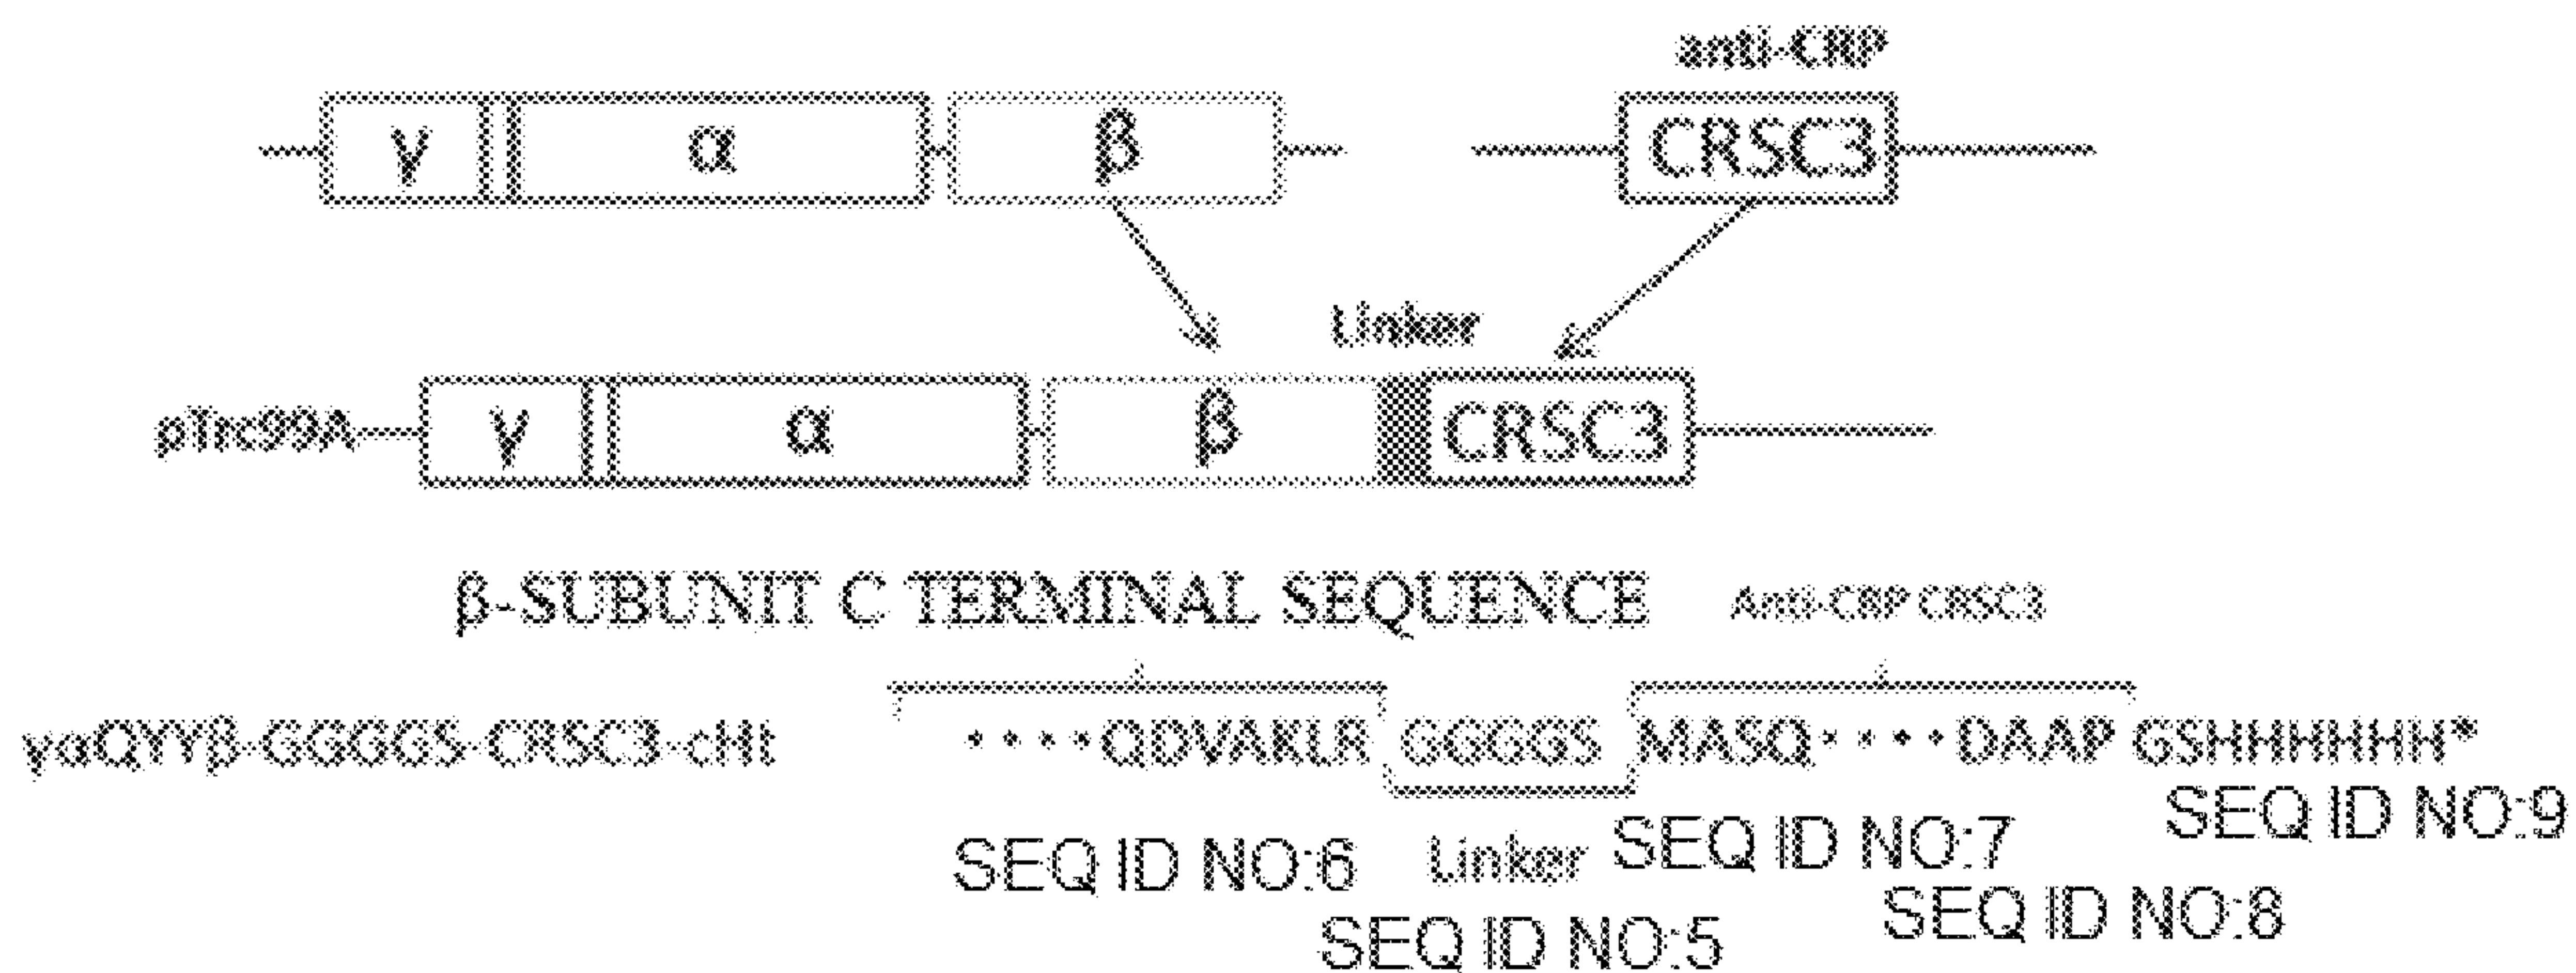 anti-CRP
γ α β CRSC3
Linker
pTrc99A γ α β CRSC3
β-SUBUNIT C TERMINAL SEQUENCE Anti-CRP CRSC3
γαQYYβ-GGGGS-CRSC3-cHt ····QDVAKLR GGGGS MASQ····DAAP GSHHHHHH*
SEQ ID NO:6 Linker SEQ ID NO:7 SEQ ID NO:9
SEQ ID NO:5 SEQ ID NO:8